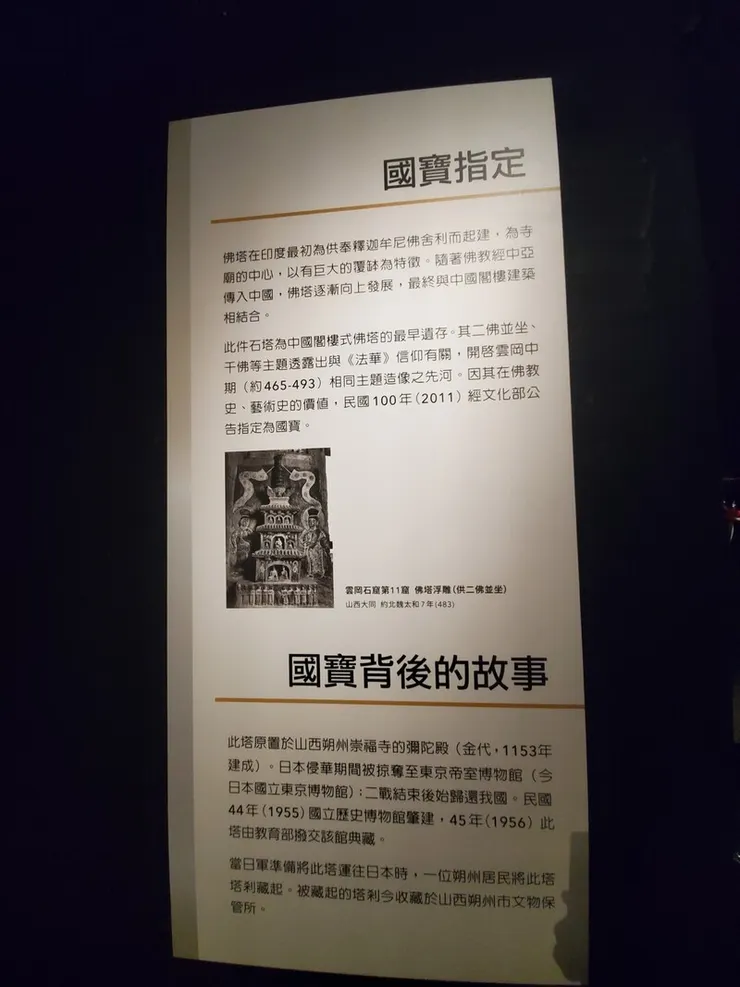 國寶指定
佛塔在印度最初為供奉釋迦牟尼佛舍利而起建，為寺
廟的中心，以有巨大的覆缽為特徵。隨著佛教經中亞
傳入中國，佛塔逐漸向上發展，最終與中國閣樓建築
相結合。
此件石塔為中國閣樓式佛塔的最早遺存。其二佛並坐、
千佛等主題透露出與《法華》信仰有關，開啓雲岡中
期（約465-493）相同主題造像之先河。因其在佛教
史、藝術史的價值，民國100年（2011）經文化部公
告指定為國寶。
雲岡石窟第11窟 佛塔浮雕（供二佛並坐）
山西大同 約北魏太和7年（483）
國寶背後的故事
此塔原置於山西朔州崇福寺的彌陀殿（金代，1153年
建成）。日本侵華期間被掠奪至東京帝室博物館（今
日本國立東京博物館）；二戰結束後始歸還我國。民國
44年（1955）國立歷史博物館肇建，45年（1956）此
塔由教育部撥交該館典藏。
當日軍準備將此塔運往日本時，一位朔州居民將此塔
塔剎藏起。被藏起的塔剎今收藏於山西朔州市文物保
管所。